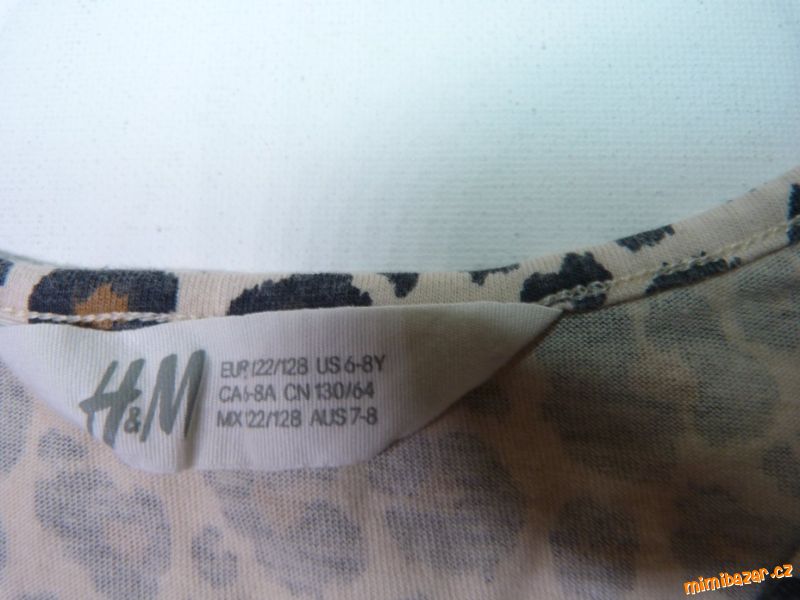 H&M
EUR 122/128 US 6-8Y
CA 6-8A CN 130/64
MX 122/128 AUS 7-8
mimibazar.cz